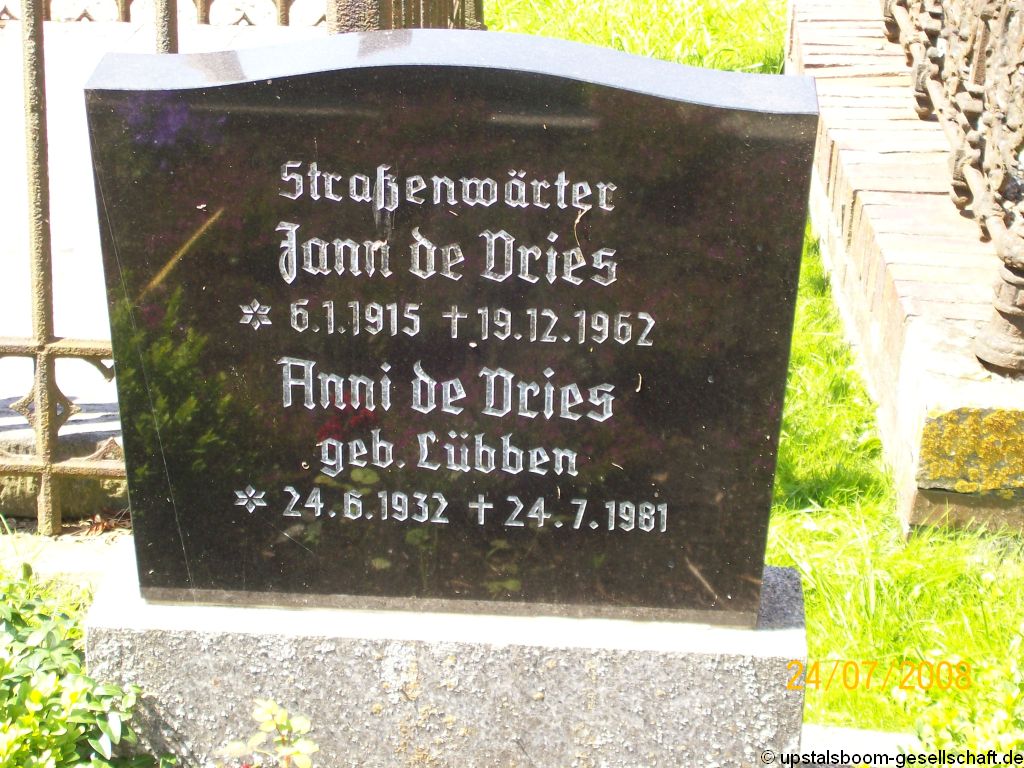 Straßenwärter
Jann de Vries
* 6.1.1915 † 19.12.1962
Anni de Vries
geb. Lübben
* 24.6.1932 † 24.7.1981
24/07/2008
© upstalsboom-gesellschaft.de